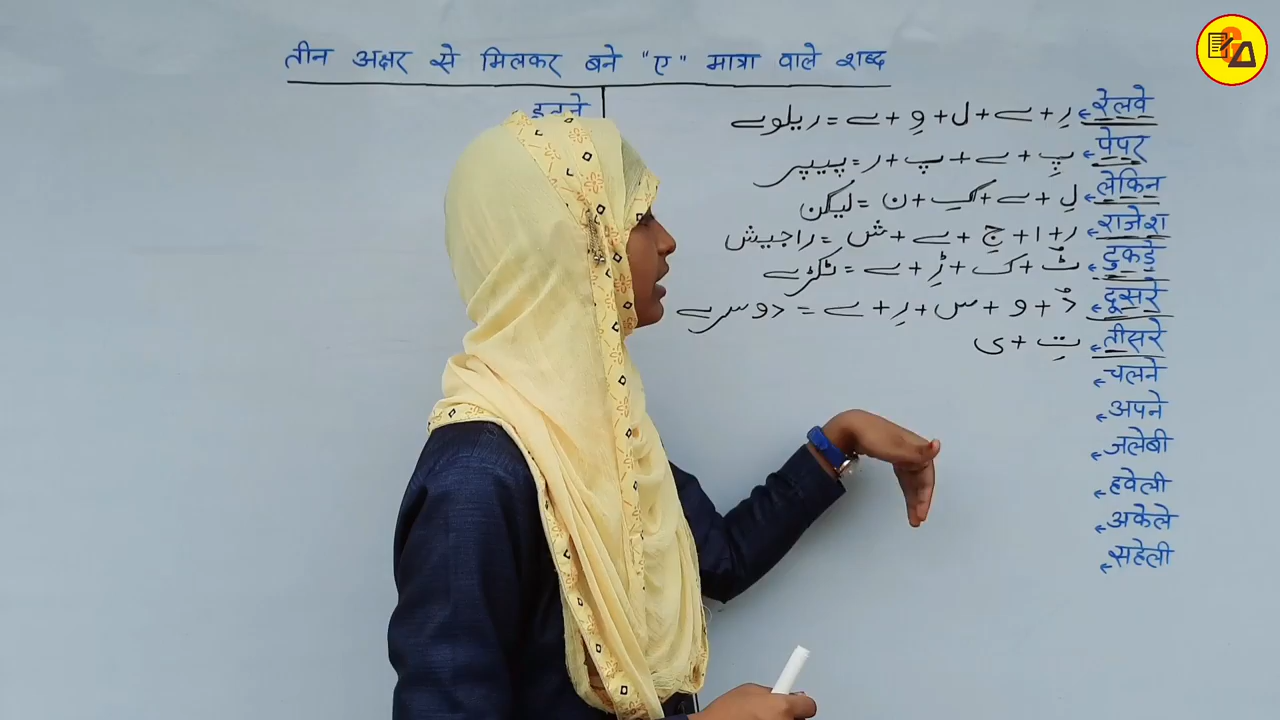 तीन अक्षर से मिलकर बने "ए" मात्रा वाले शब्द
इतने
रेलवे ← رِ + ے + ل + وِ + ے = ریلوے
पेपर ← پِ + ے + پ + ر = پیپر
लेकिन ← لِ + ے + کِ + ن = لیکن
राजेश ← ر + ا + جِ + ے + ش = راجیش
टुकड़े ← ٹُ + ک + ڑِ + ے = ٹکڑے
दूसरे ← دُ + و + س + رِ + ے = دوسرے
तीसरे ← تِ + ی
चलने ←
अपने ←
जलेबी ←
हवेली ←
अकेले ←
सहेली ←